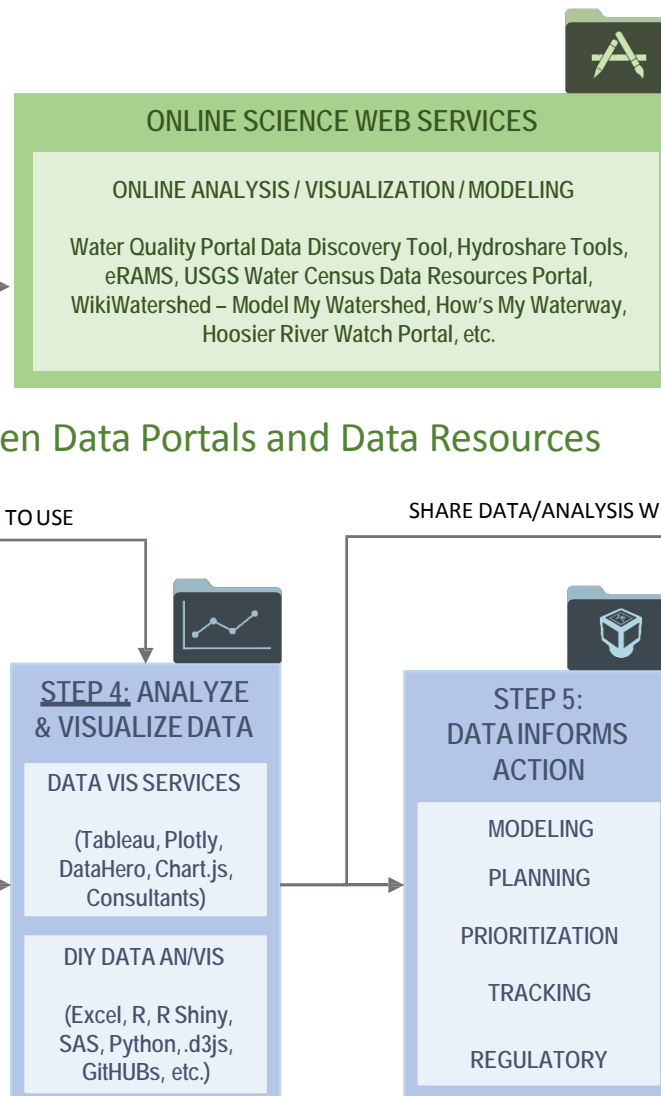 ONLINE SCIENCE WEB SERVICES
ONLINE ANALYSIS / VISUALIZATION / MODELING
Water Quality Portal Data Discovery Tool, Hydroshare Tools,
eRAMS, USGS Water Census Data Resources Portal,
WikiWatershed – Model My Watershed, How's My Waterway,
Hoosier River Watch Portal, etc.
en Data Portals and Data Resources
TO USE
SHARE DATA/ANALYSIS W
STEP 4: ANALYZE
& VISUALIZE DATA
DATA VIS SERVICES
(Tableau, Plotly,
DataHero, Chart.js,
Consultants)
DIY DATA AN/VIS
(Excel, R, R Shiny,
SAS, Python, .d3js,
GitHUBs, etc.)
STEP 5:
DATA INFORMS
ACTION
MODELING
PLANNING
PRIORITIZATION
TRACKING
REGULATORY